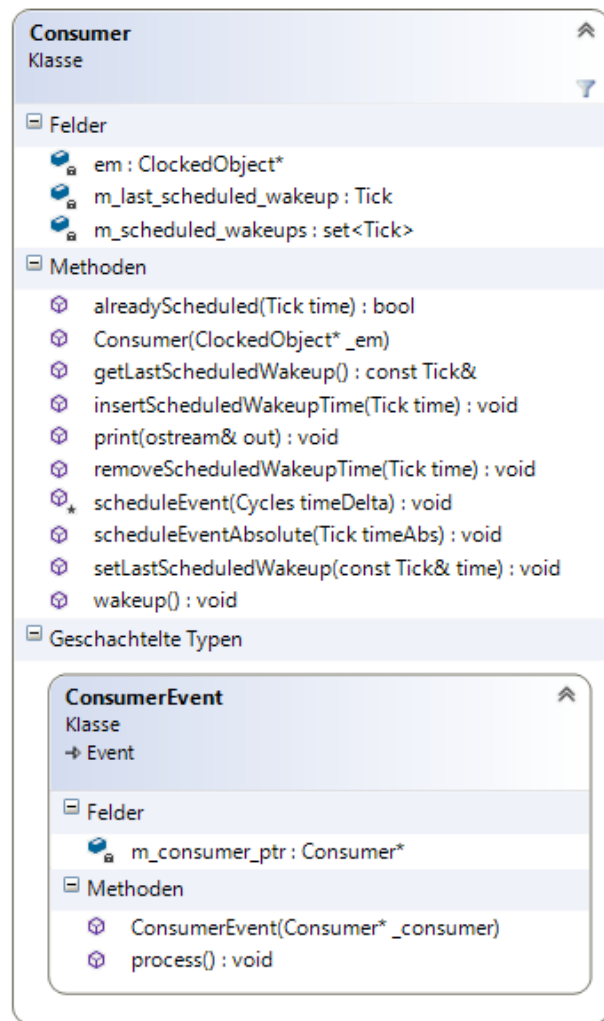 Consumer
Klasse
Felder
em : ClockedObject*
m_last_scheduled_wakeup : Tick
m_scheduled_wakeups : set<Tick>
Methoden
alreadyScheduled(Tick time) : bool
Consumer(ClockedObject* _em)
getLastScheduledWakeup() : const Tick&
insertScheduledWakeupTime(Tick time) : void
print(ostream& out) : void
removeScheduledWakeupTime(Tick time) : void
scheduleEvent(Cycles timeDelta) : void
scheduleEventAbsolute(Tick timeAbs) : void
setLastScheduledWakeup(const Tick& time) : void
wakeup() : void
Geschachtelte Typen
ConsumerEvent
Klasse
Event
Felder
m_consumer_ptr : Consumer*
Methoden
ConsumerEvent(Consumer* _consumer)
process() : void